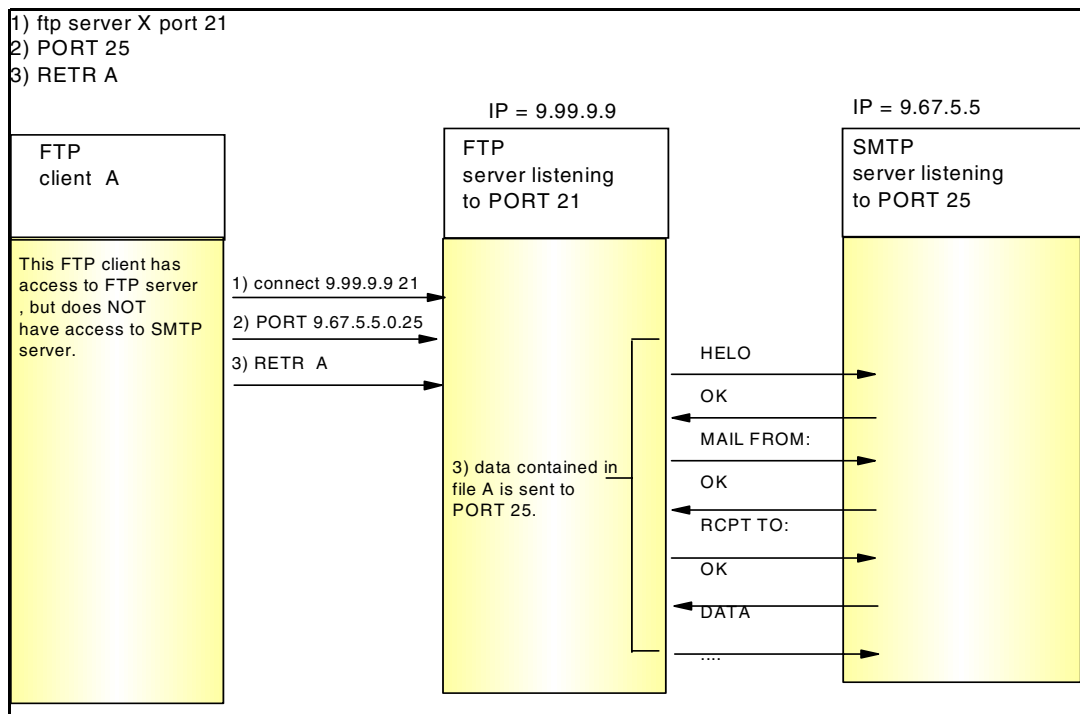 1) ftp server X port 21
2) PORT 25
3) RETR A
IP = 9.99.9.9
IP = 9.67.5.5
FTP
client A
FTP
server listening
to PORT 21
SMTP
server listening
to PORT 25
This FTP client has
access to FTP server
, but does NOT
have access to SMTP
server.
1) connect 9.99.9.9 21
2) PORT 9.67.5.5.0.25
3) RETR A
3) data contained in
file A is sent to
PORT 25.
HELO
OK
MAIL FROM:
OK
RCPT TO:
OK
DATA
....